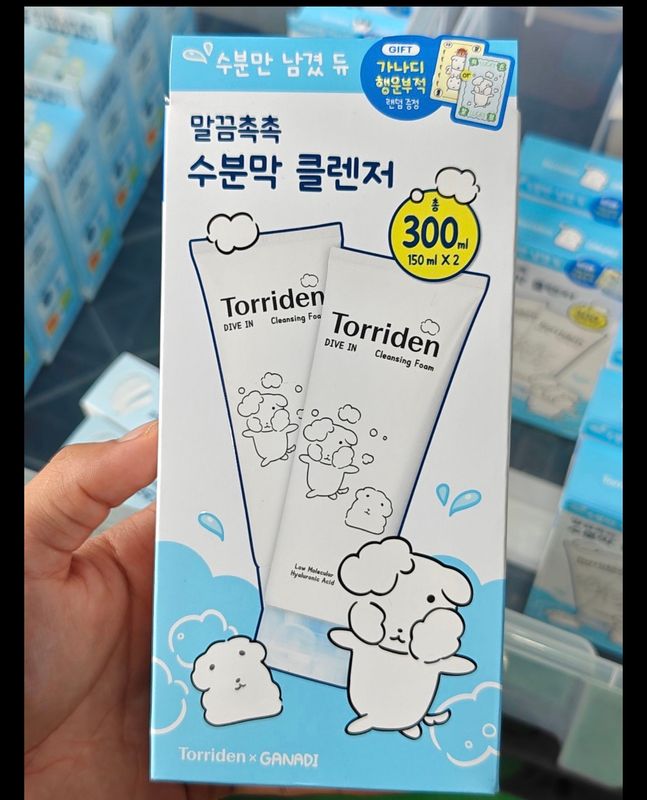 수분만 남겼 듀
GIFT
가나디
행운부적
랜덤 증정
or
말끔촉촉
수분막 클렌저
총
300ml
150 ml X 2
Torriden
DIVE IN Cleansing Foam
Torriden
DIVE IN Cleansing Foam
Low Molecular
Hyaluronic Acid
Torriden × GANADI